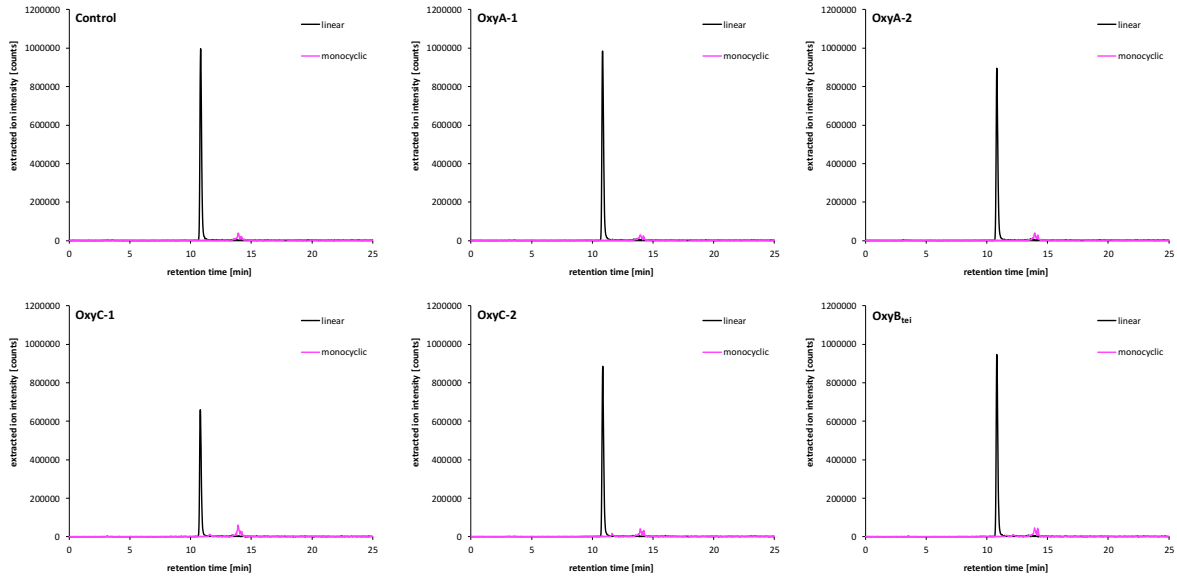 Control
linear
monocyclic
extracted ion intensity [counts]
1200000
1000000
800000
600000
400000
200000
0
0 5 10 15 20 25
retention time [min]
OxyA-1
linear
monocyclic
extracted ion intensity [counts]
1200000
1000000
800000
600000
400000
200000
0
0 5 10 15 20 25
retention time [min]
OxyA-2
linear
monocyclic
extracted ion intensity [counts]
1200000
1000000
800000
600000
400000
200000
0
0 5 10 15 20 25
retention time [min]
OxyC-1
linear
monocyclic
extracted ion intensity [counts]
1200000
1000000
800000
600000
400000
200000
0
0 5 10 15 20 25
retention time [min]
OxyC-2
linear
monocyclic
extracted ion intensity [counts]
1200000
1000000
800000
600000
400000
200000
0
0 5 10 15 20 25
retention time [min]
OxyBtei
linear
monocyclic
extracted ion intensity [counts]
1200000
1000000
800000
600000
400000
200000
0
0 5 10 15 20 25
retention time [min]